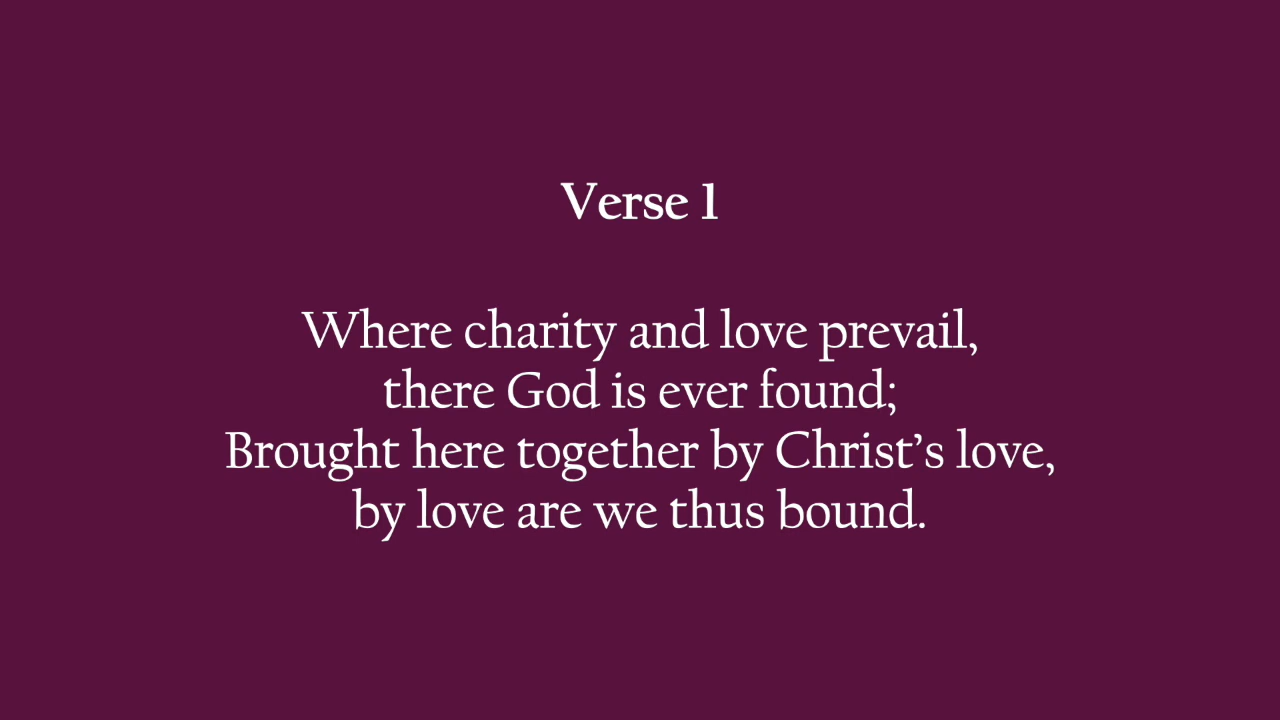 Verse 1
Where charity and love prevail,
there God is ever found;
Brought here together by Christ’s love,
by love are we thus bound.